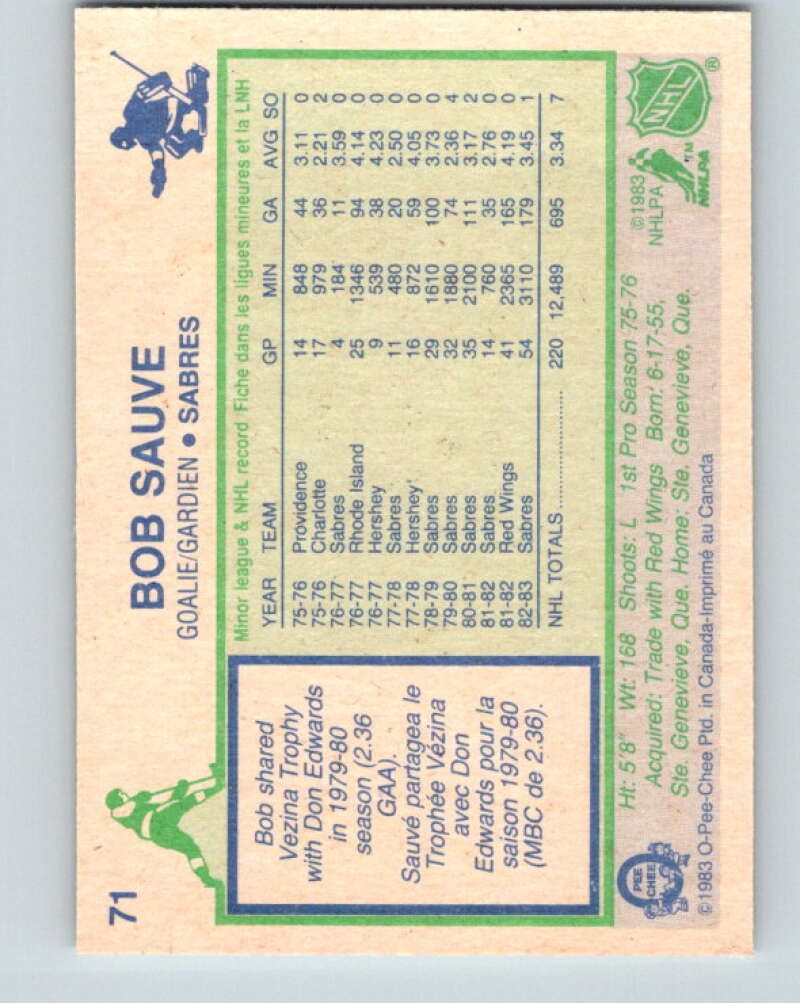 71
BOB SAUVE
GOALIE/GARDIEN • SABRES
Bob shared
Vezina Trophy
with Don Edwards
in 1979-80
season (2.36
GAA).
Sauvé partagea le
Trophée Vézina
avec Don
Edwards pour la
saison 1979-80
(MBC de 2.36).
Minor league & NHL record Fiche dans les ligues mineures et la LNH
YEAR TEAM GP MIN GA AVG SO
75-76 Providence 14 848 44 3.11 0
75-76 Charlotte 17 979 36 2.21 2
76-77 Sabres 4 184 11 3.59 0
76-77 Rhode Island 25 1346 94 4.14 0
76-77 Hershey 9 539 38 4.23 0
77-78 Sabres 11 480 20 2.50 0
77-78 Hershey 16 872 59 4.05 0
78-79 Sabres 29 1610 100 3.73 0
79-80 Sabres 32 1880 74 2.36 4
80-81 Sabres 35 2100 111 3.17 2
81-82 Sabres 14 760 35 2.76 0
81-82 Red Wings 41 2365 165 4.19 0
82-83 Sabres 54 3110 179 3.45 1
NHL TOTALS.................... 220 12,489 695 3.34 7
Ht: 5'8" Wt: 168 Shoots: L 1st Pro Season 75-76
Acquired: Trade with Red Wings Born: 6-17-55,
Ste. Genevieve, Que. Home: Ste. Genevieve, Que.
©1983 O-Pee-Chee Ptd. in Canada-Imprimé au Canada
O
PEE
CHEE
©1983
NHLPA
NHLPA™
NHL®